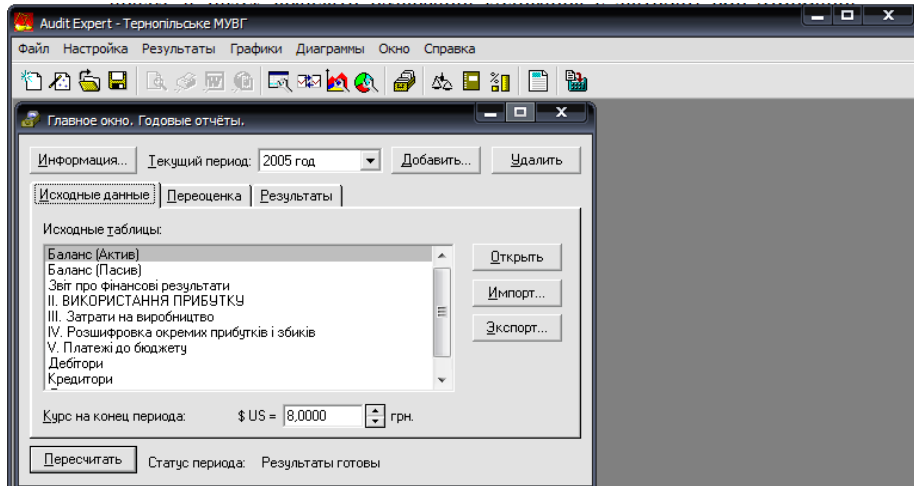 Audit Expert - Тернопільське МУВГ
Файл Настройка Результаты Графики Диаграммы Окно Справка
Главное окно. Годовые отчёты.
Информация... Текущий период: 2005 год Добавить... Удалить
Исходные данные Переоценка Результаты
Исходные таблицы:
Баланс (Актив)
Баланс (Пасив)
Звіт про фінансові результати
II. ВИКОРИСТАННЯ ПРИБУТКУ
III. Затрати на виробництво
IV. Розшифровка окремих прибутків і збиків
V. Платежі до бюджету
Дебітори
Кредитори
Открыть
Импорт...
Экспорт...
Курс на конец периода: $ US = 8,0000 грн.
Пересчитать Статус периода: Результаты готовы